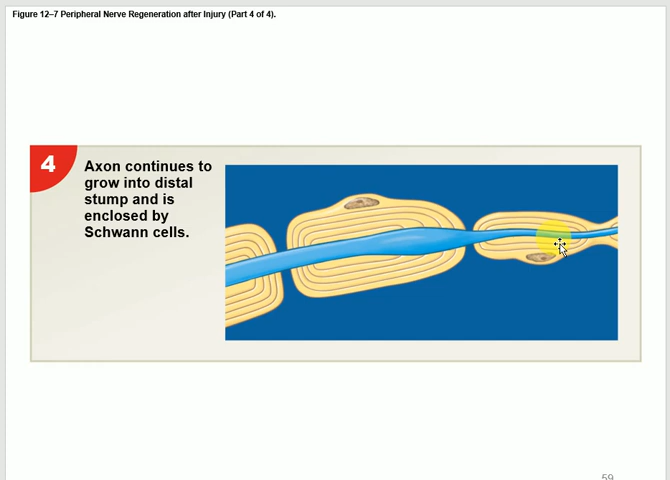 Figure 12–7 Peripheral Nerve Regeneration after Injury (Part 4 of 4).
4
Axon continues to
grow into distal
stump and is
enclosed by
Schwann cells.
59